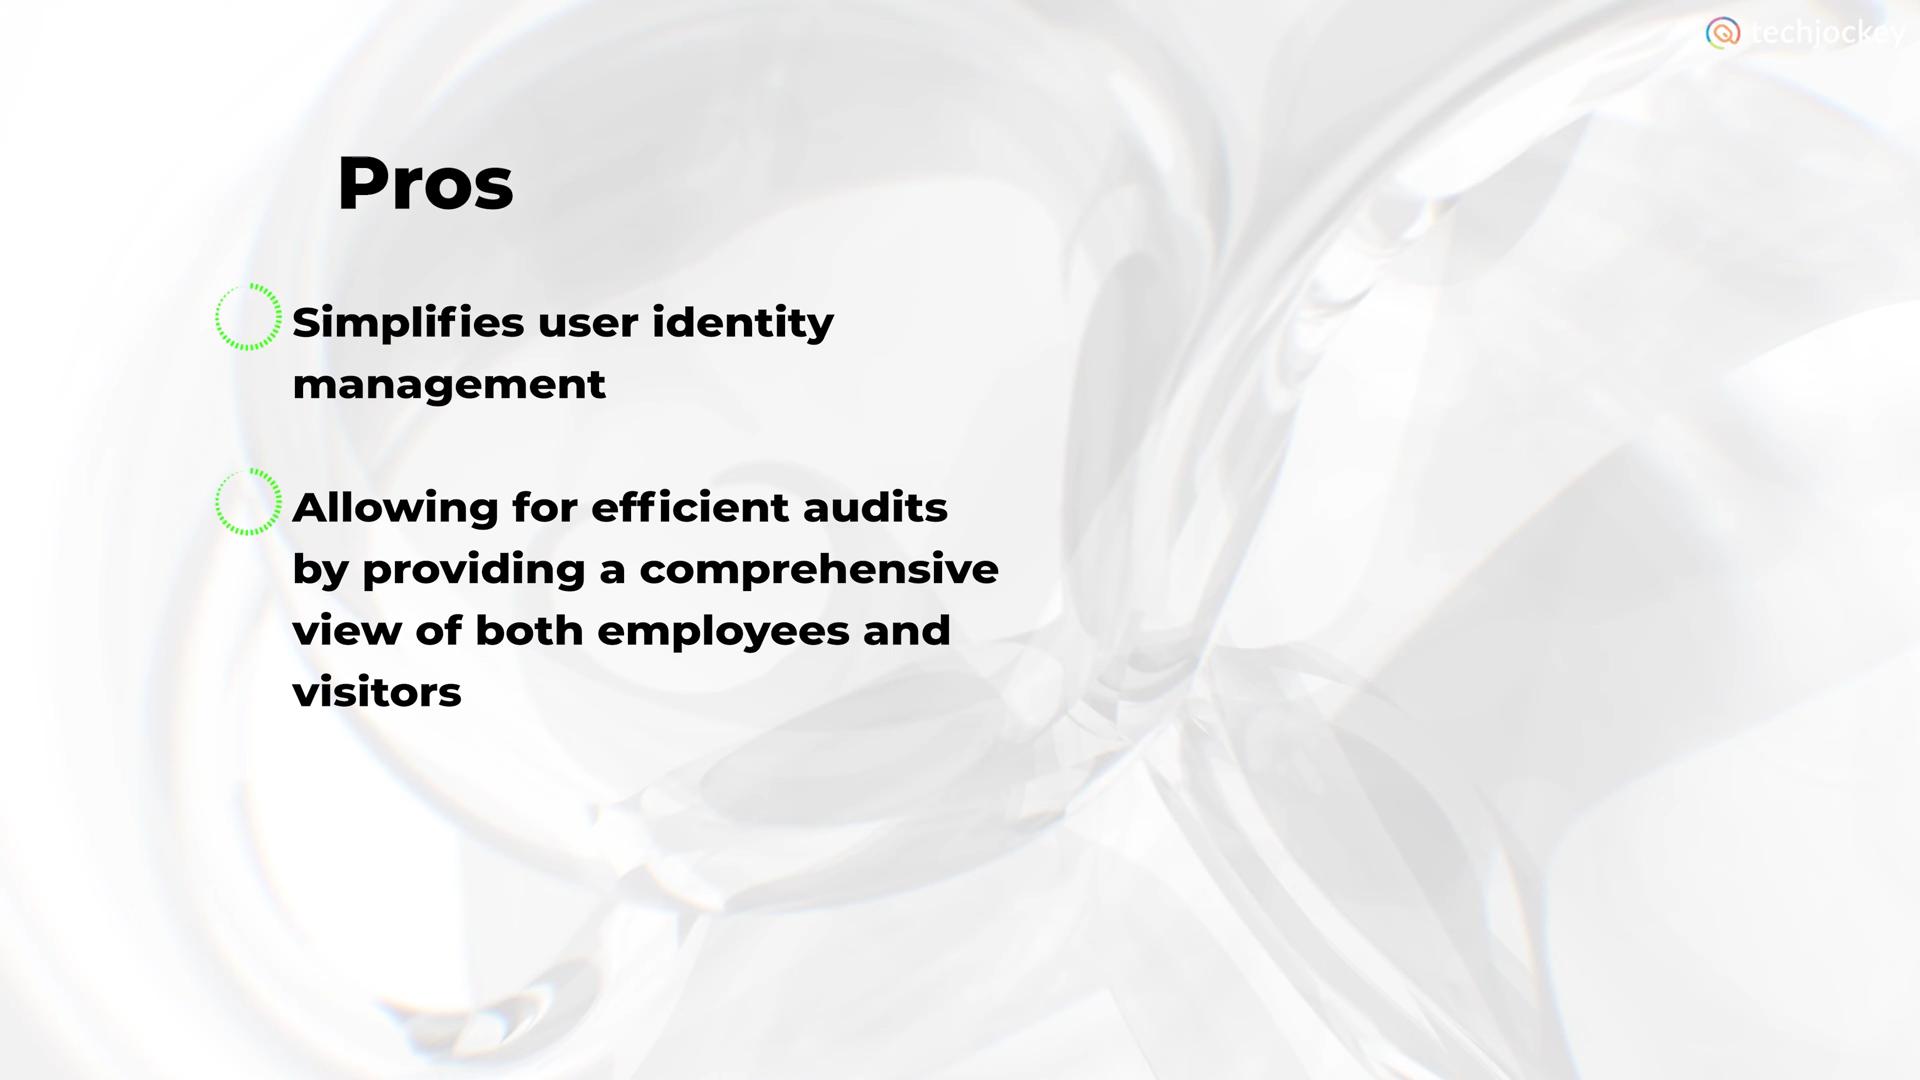 techjockey
Pros
Simplifies user identity
management
Allowing for efficient audits
by providing a comprehensive
view of both employees and
visitors